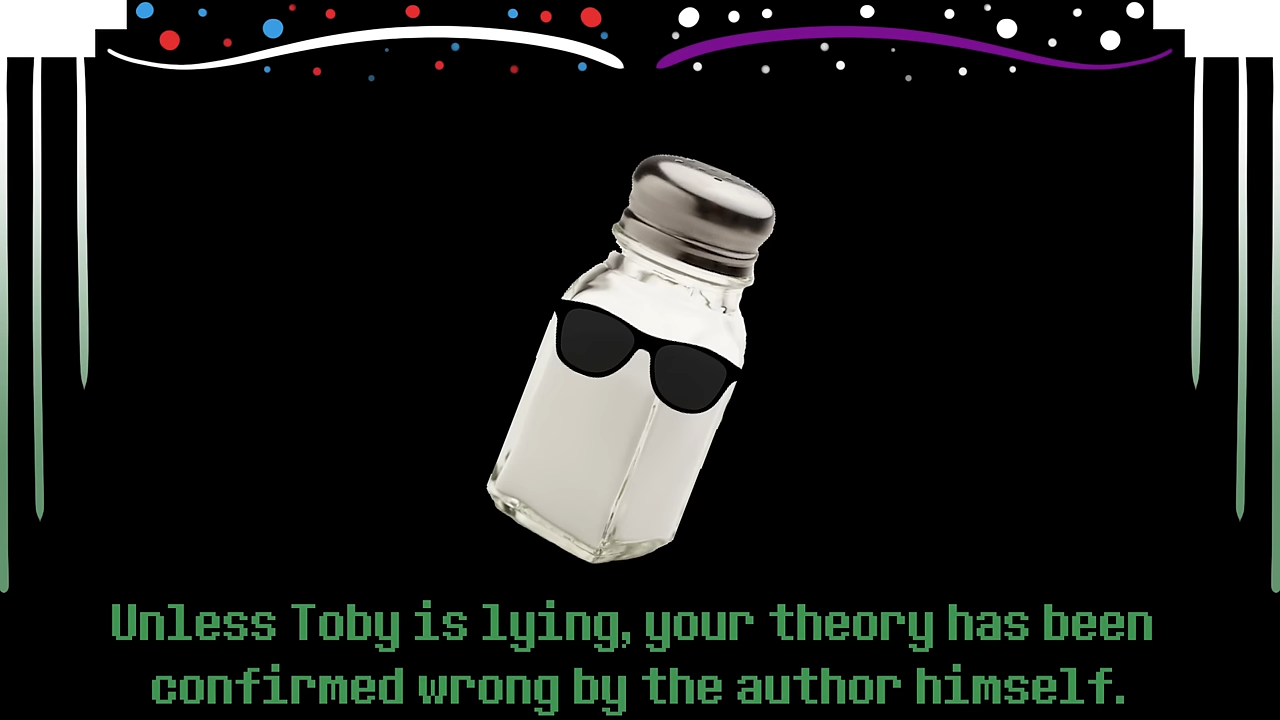 Unless Toby is lying, your theory has been
confirmed wrong by the author himself.